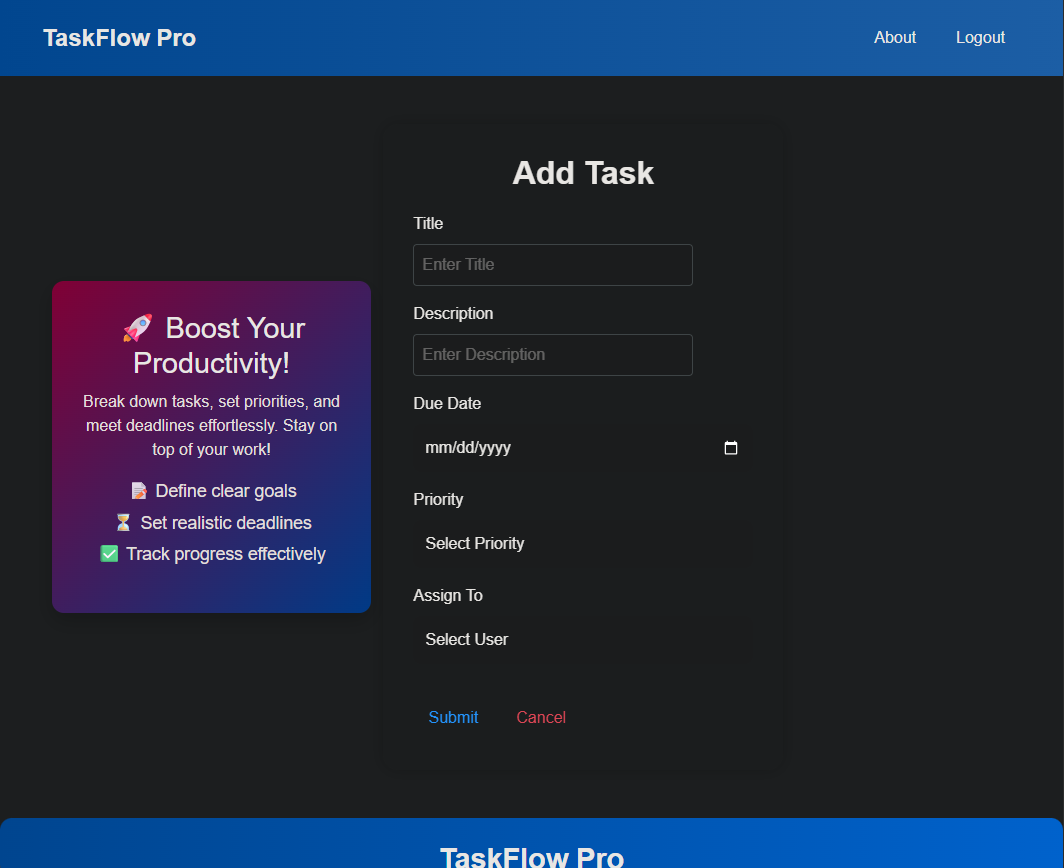 TaskFlow Pro
About
Logout
🚀 Boost Your
Productivity!
Break down tasks, set priorities, and
meet deadlines effortlessly. Stay on
top of your work!
📝 Define clear goals
⏳ Set realistic deadlines
✅ Track progress effectively
Add Task
Title
Enter Title
Description
Enter Description
Due Date
mm/dd/yyyy
Priority
Select Priority
Assign To
Select User
Submit
Cancel
TaskFlow Pro